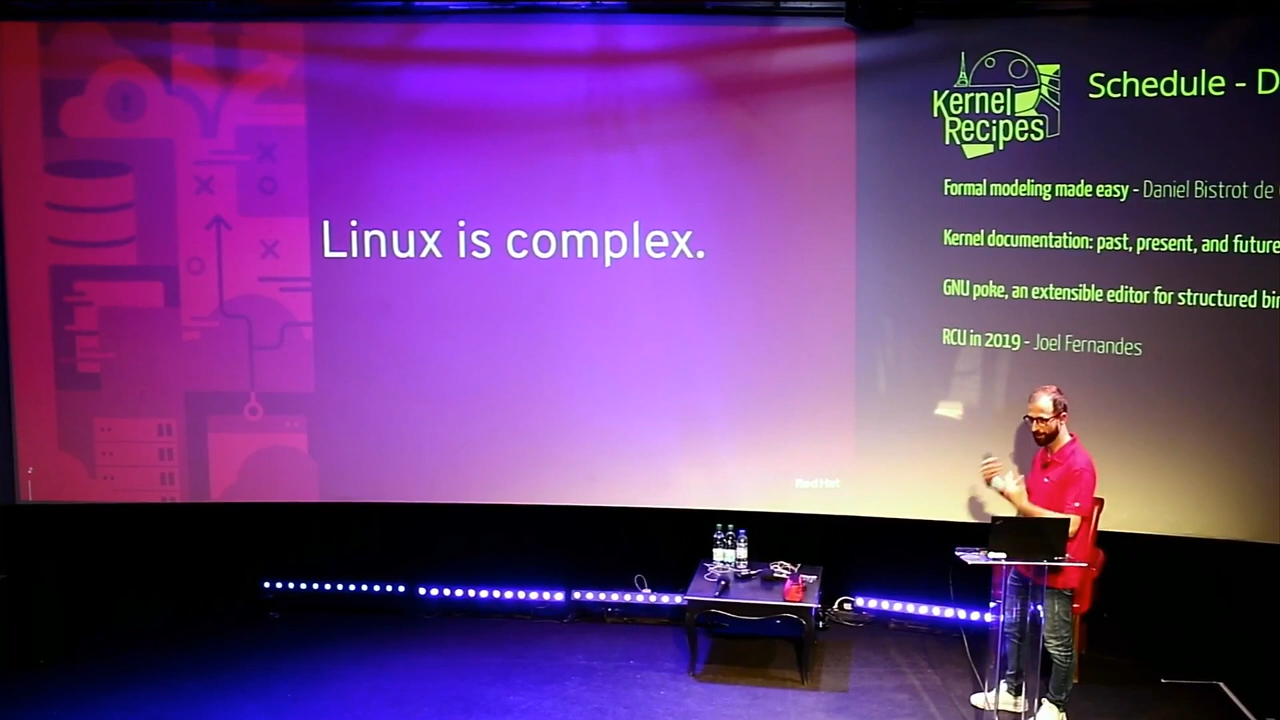 Linux is complex.
Red Hat
2
Kernel
Recipes
Schedule - D
Formal modeling made easy - Daniel Bistrot de
Kernel documentation: past, present, and future
GNU poke, an extensible editor for structured bi
RCU in 2019 - Joel Fernandes